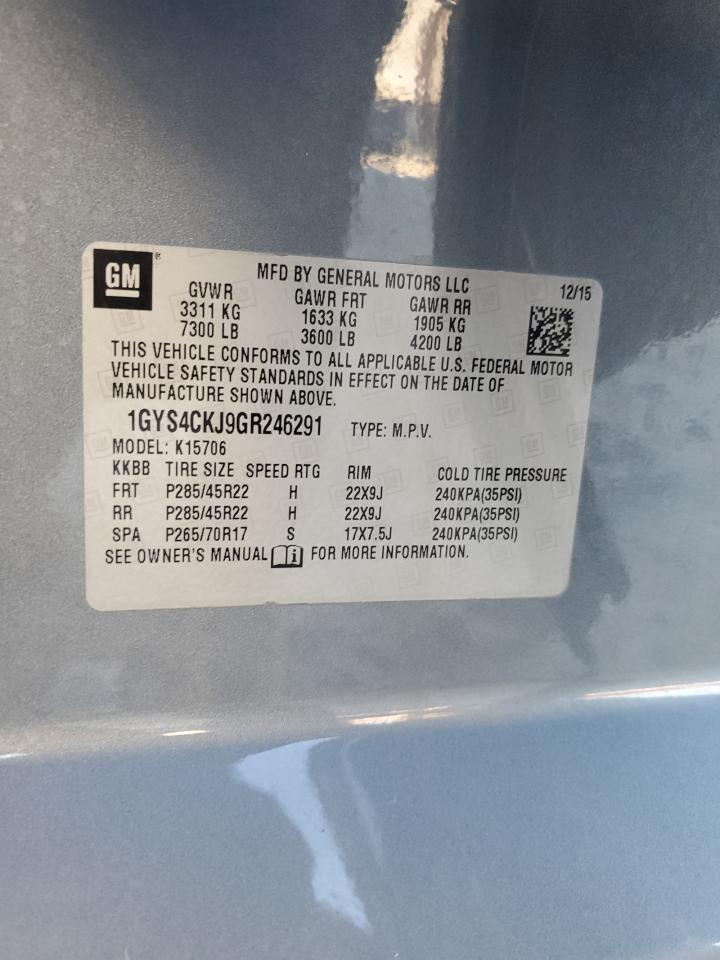 GM
MFD BY GENERAL MOTORS LLC
12/15
GVWR GAWR FRT GAWR RR
3311 KG 1633 KG 1905 KG
7300 LB 3600 LB 4200 LB
THIS VEHICLE CONFORMS TO ALL APPLICABLE U.S. FEDERAL MOTOR
VEHICLE SAFETY STANDARDS IN EFFECT ON THE DATE OF
MANUFACTURE SHOWN ABOVE.
1GYS4CKJ9GR246291 TYPE: M.P.V.
MODEL: K15706
KKBB TIRE SIZE SPEED RTG RIM COLD TIRE PRESSURE
FRT P285/45R22 H 22X9J 240KPA(35PSI)
RR P285/45R22 H 22X9J 240KPA(35PSI)
SPA P265/70R17 S 17X7.5J 240KPA(35PSI)
SEE OWNER'S MANUAL i FOR MORE INFORMATION.